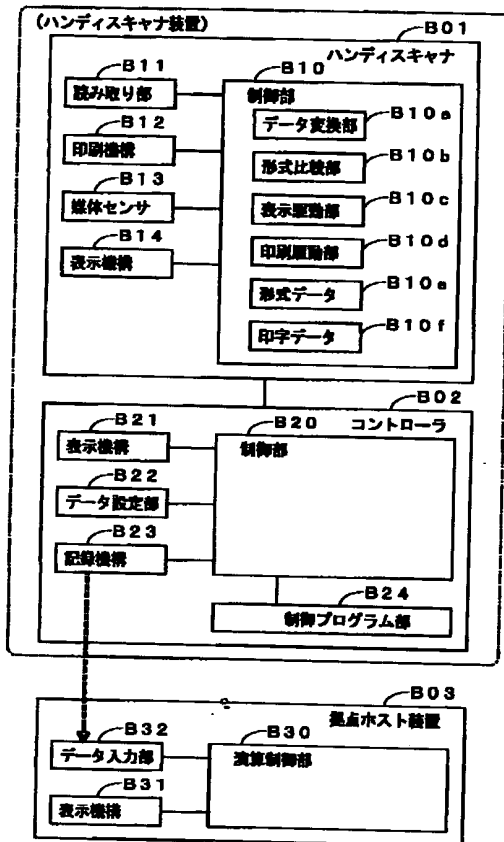 (ハンディスキャナ装置)
B01
ハンディスキャナ
B11
読み取り部
B12
印刷機構
B13
媒体センサ
B14
表示機構
B10
制御部
データ変換部
B10a
形式比較部
B10b
表示駆動部
B10c
印刷駆動部
B10d
形式データ
B10e
印字データ
B10f
B02
コントローラ
B21
表示機構
B22
データ設定部
B23
記録機構
B20
制御部
B24
制御プログラム部
B03
拠点ホスト装置
B32
データ入力部
B31
表示機構
B30
演算制御部